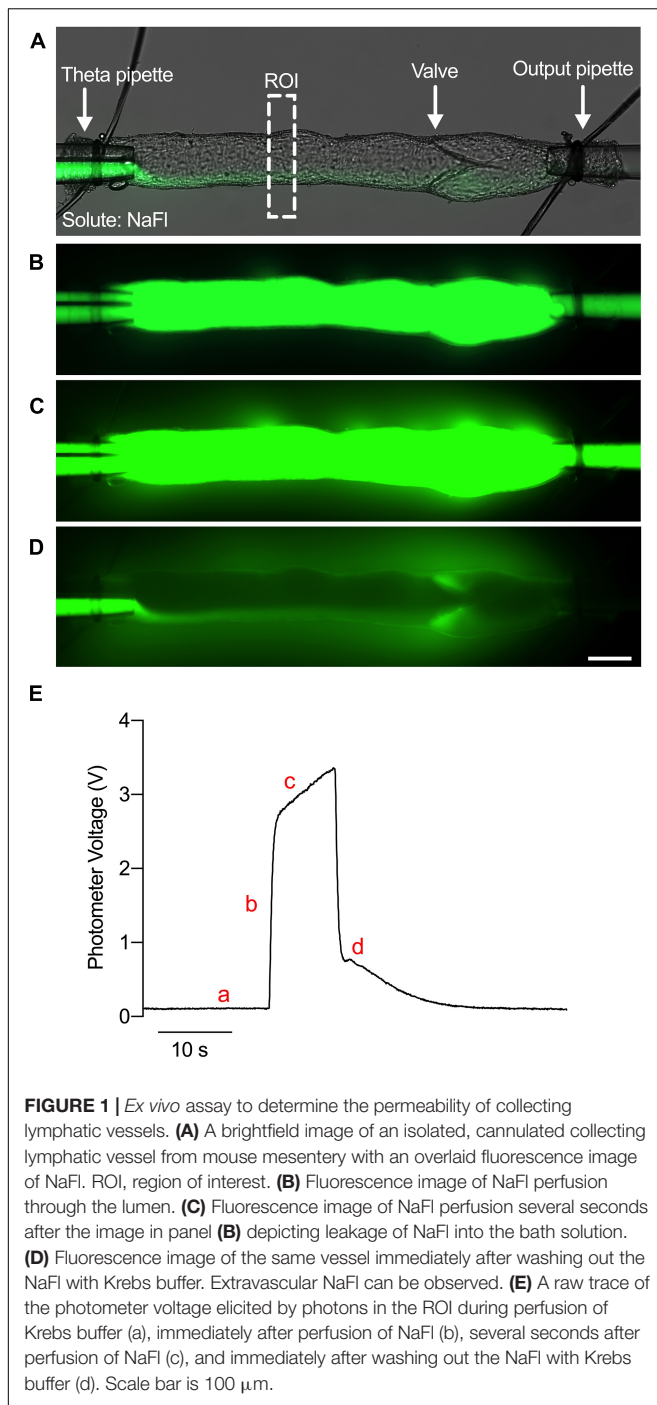 A
Theta pipette
ROI
Valve
Output pipette
Solute: NaFl
B
C
D
E
4
3
2
1
0
Photometer Voltage (V)
a
b
c
d
10 s
FIGURE 1 | Ex vivo assay to determine the permeability of collecting
lymphatic vessels. (A) A brightfield image of an isolated, cannulated collecting
lymphatic vessel from mouse mesentery with an overlaid fluorescence image
of NaFl. ROI, region of interest. (B) Fluorescence image of NaFl perfusion
through the lumen. (C) Fluorescence image of NaFl perfusion several seconds
after the image in panel (B) depicting leakage of NaFl into the bath solution.
(D) Fluorescence image of the same vessel immediately after washing out the
NaFl with Krebs buffer. Extravascular NaFl can be observed. (E) A raw trace of
the photometer voltage elicited by photons in the ROI during perfusion of
Krebs buffer (a), immediately after perfusion of NaFl (b), several seconds after
perfusion of NaFl (c), and immediately after washing out the NaFl with Krebs
buffer (d). Scale bar is 100 μm.